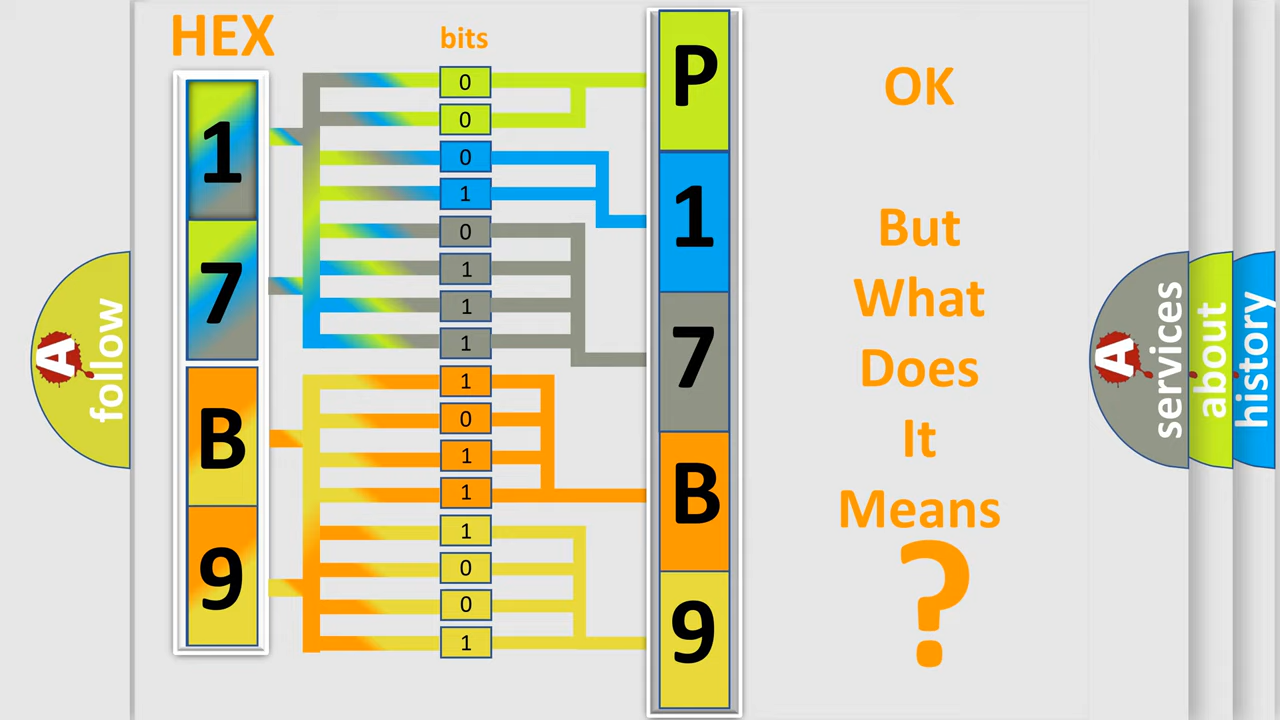 HEX
bits
1
7
B
9
0
0
0
1
0
1
1
1
1
0
1
1
1
0
0
1
P
1
7
B
9
OK
But
What
Does
It
Means
?
A
follow
A
services
about
history